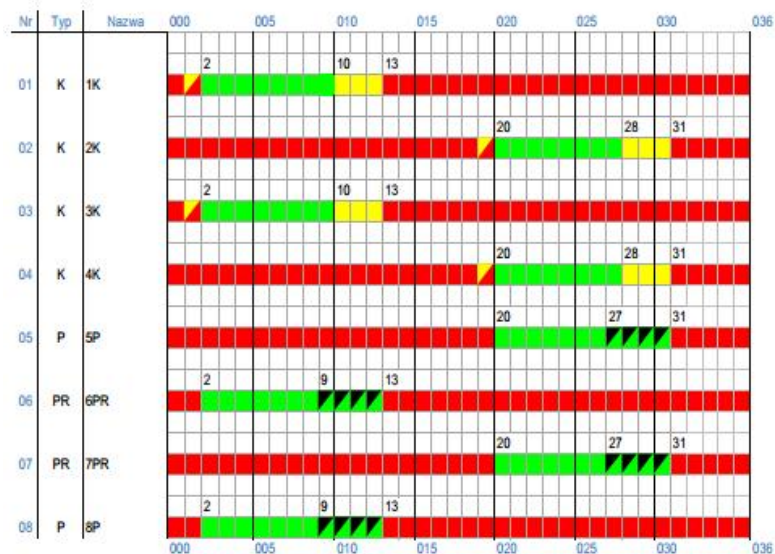 Nr Typ Nazwa 000 005 010 015 020 025 030 036
2 10 13
01 K 1K
20 28 31
02 K 2K
2 10 13
03 K 3K
20 28 31
04 K 4K
20 27 31
05 P 5P
2 9 13
06 PR 6PR
20 27 31
07 PR 7PR
2 9 13
08 P 8P
000 005 010 015 020 025 030 036